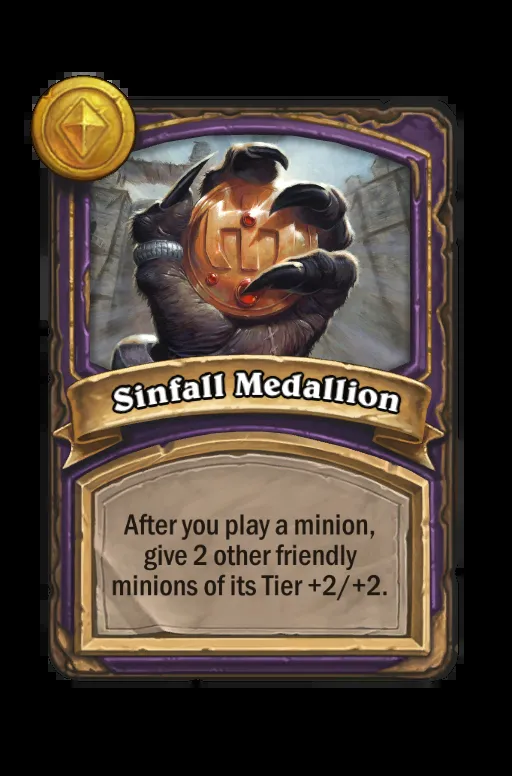 Sinfall Medallion
After you play a minion,
give 2 other friendly
minions of its Tier +2/+2.